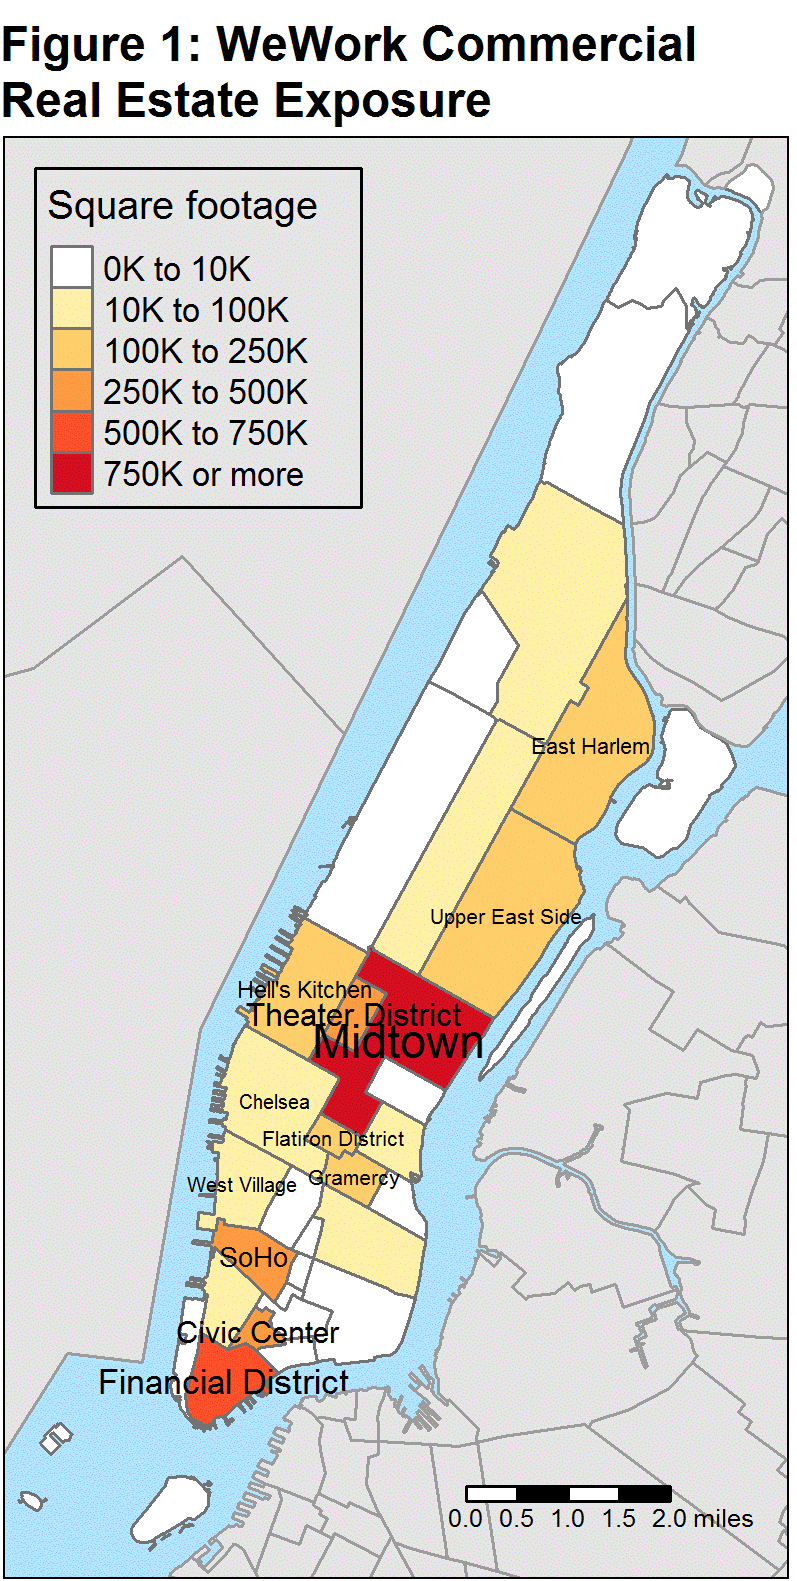 Figure 1: WeWork Commercial
Real Estate Exposure
Square footage
0K to 10K
10K to 100K
100K to 250K
250K to 500K
500K to 750K
750K or more
East Harlem
Upper East Side
Hell's Kitchen
Theater District
Midtown
Chelsea
Flatiron District
Gramercy
West Village
SoHo
Civic Center
Financial District
0.0 0.5 1.0 1.5 2.0 miles